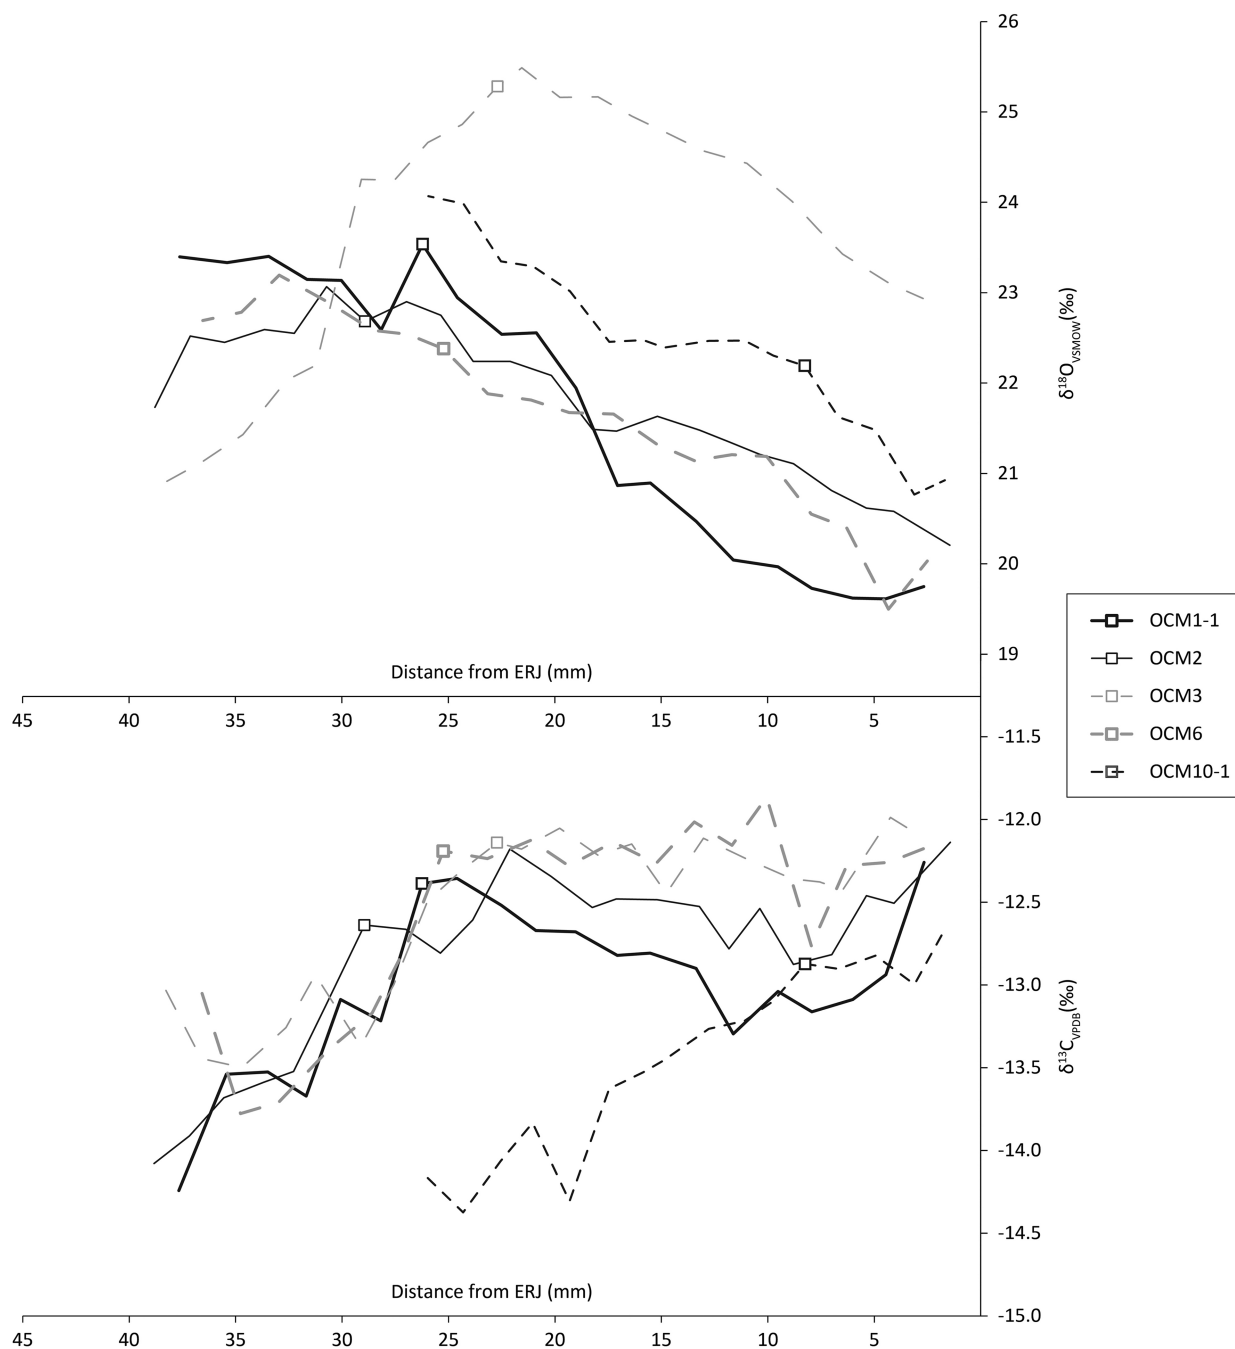 26
25
24
23
22
21
20
19
δ¹⁸O_VSMOW(‰)
Distance from ERJ (mm)
45 40 35 30 25 20 15 10 5
OCM1-1
OCM2
OCM3
OCM6
OCM10-1
-11.5
-12.0
-12.5
-13.0
-13.5
-14.0
-14.5
-15.0
δ¹³C_VPDB(‰)
Distance from ERJ (mm)
45 40 35 30 25 20 15 10 5